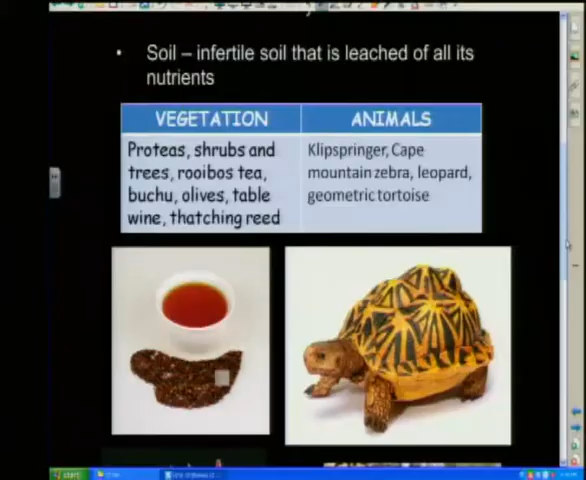 • Soil – infertile soil that is leached of all its
nutrients
VEGETATION
Proteas, shrubs and
trees, rooibos tea,
buchu, olives, table
wine, thatching reed
ANIMALS
Klipspringer, Cape
mountain zebra, leopard,
geometric tortoise
start